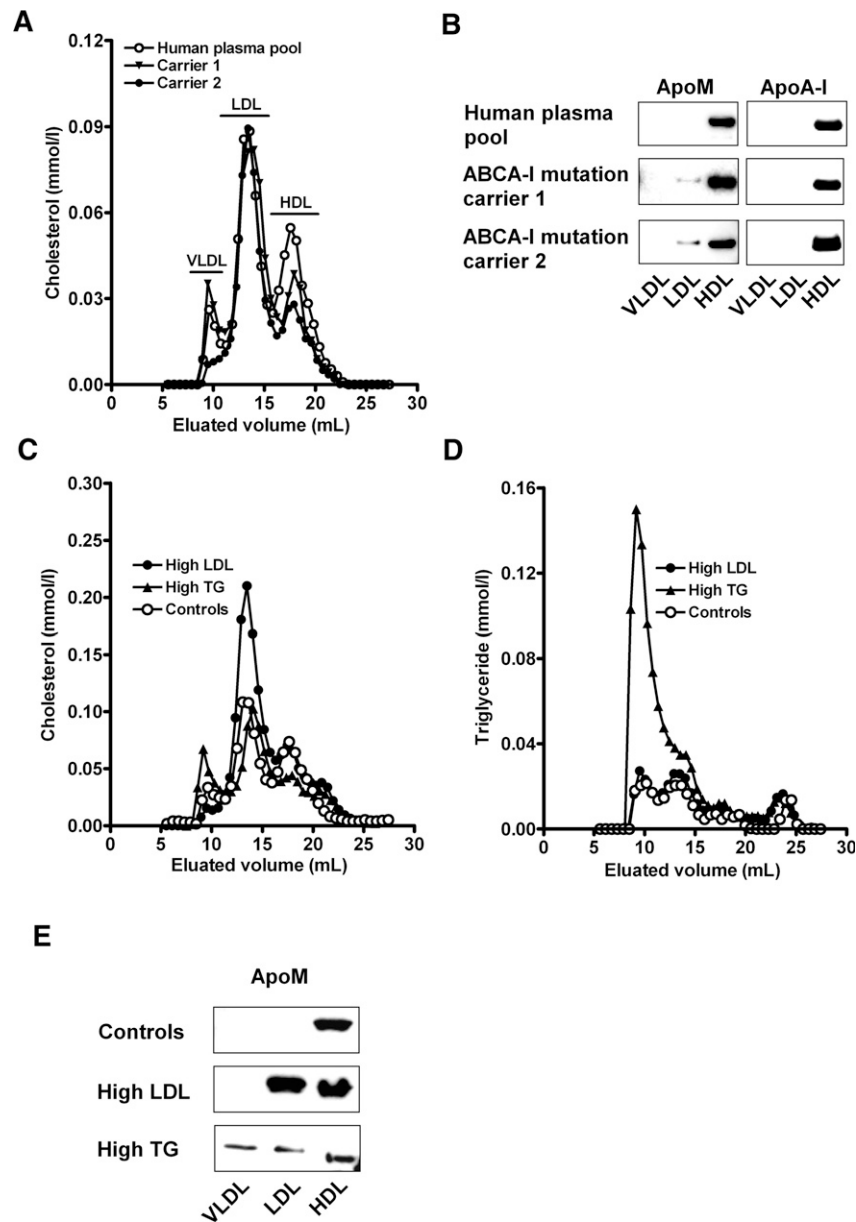 A
Human plasma pool
Carrier 1
Carrier 2
LDL
HDL
VLDL
0.12
0.09
0.06
0.03
0.00
0
5
10
15
20
25
30
Cholesterol (mmol/l)
Eluated volume (mL)
B
ApoM
ApoA-I
Human plasma
pool
ABCA-I mutation
carrier 1
ABCA-I mutation
carrier 2
VLDL
LDL
HDL
VLDL
LDL
HDL
C
0.30
0.25
0.20
0.15
0.10
0.05
0.00
0
5
10
15
20
25
30
Cholesterol (mmol/l)
Eluated volume (mL)
High LDL
High TG
Controls
D
0.16
0.12
0.08
0.04
0.00
0
5
10
15
20
25
30
Triglyceride (mmol/l)
Eluated volume (mL)
High LDL
High TG
Controls
E
ApoM
Controls
High LDL
High TG
VLDL
LDL
HDL